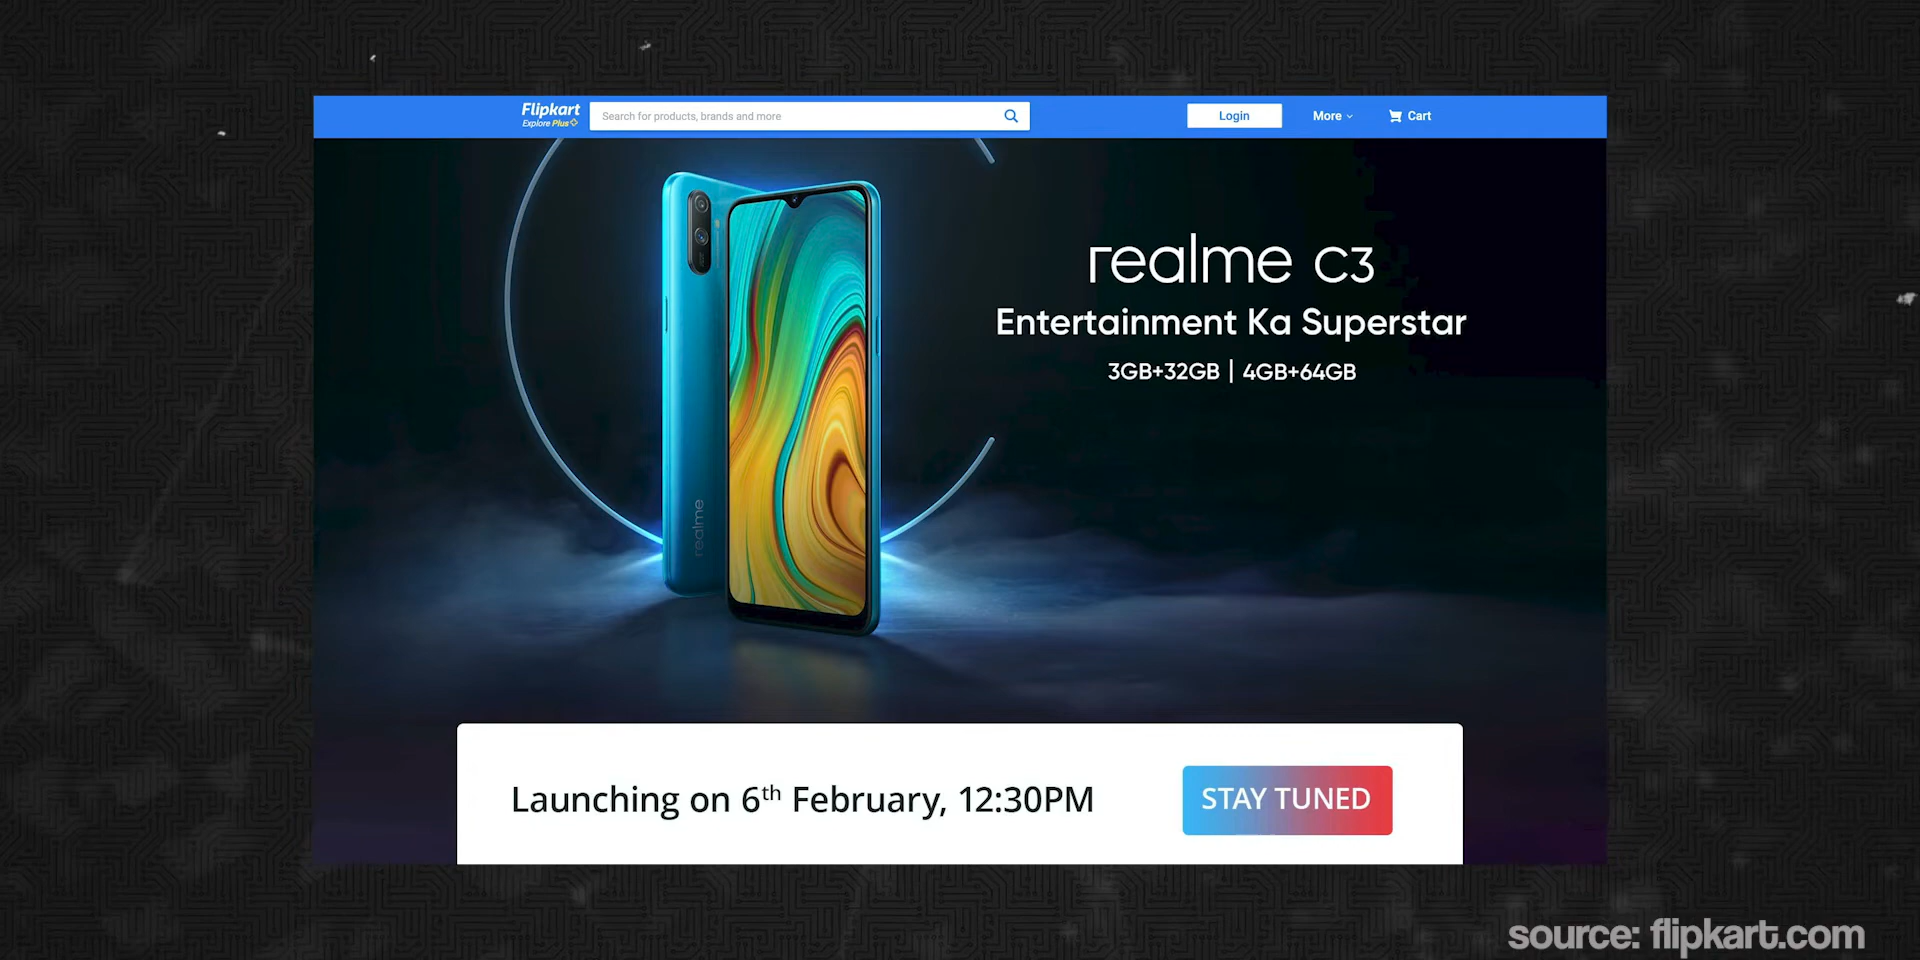 Flipkart
Explore Plus
Search for products, brands and more
Login
More
Cart
realme C3
Entertainment Ka Superstar
3GB+32GB | 4GB+64GB
realme
Launching on 6th February, 12:30PM
STAY TUNED
source: flipkart.com